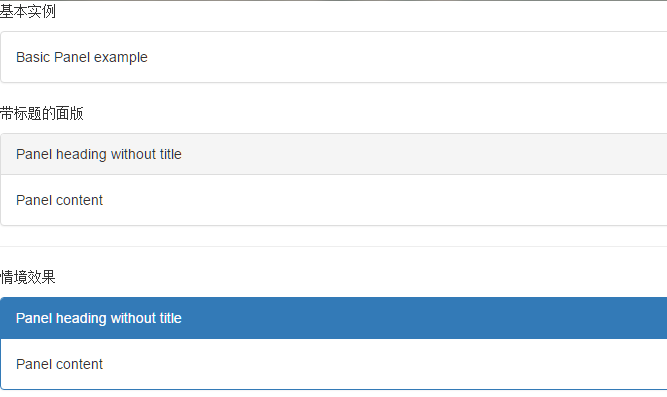 基本实例
Basic Panel example
带标题的面版
Panel heading without title
Panel content
情境效果
Panel heading without title
Panel content